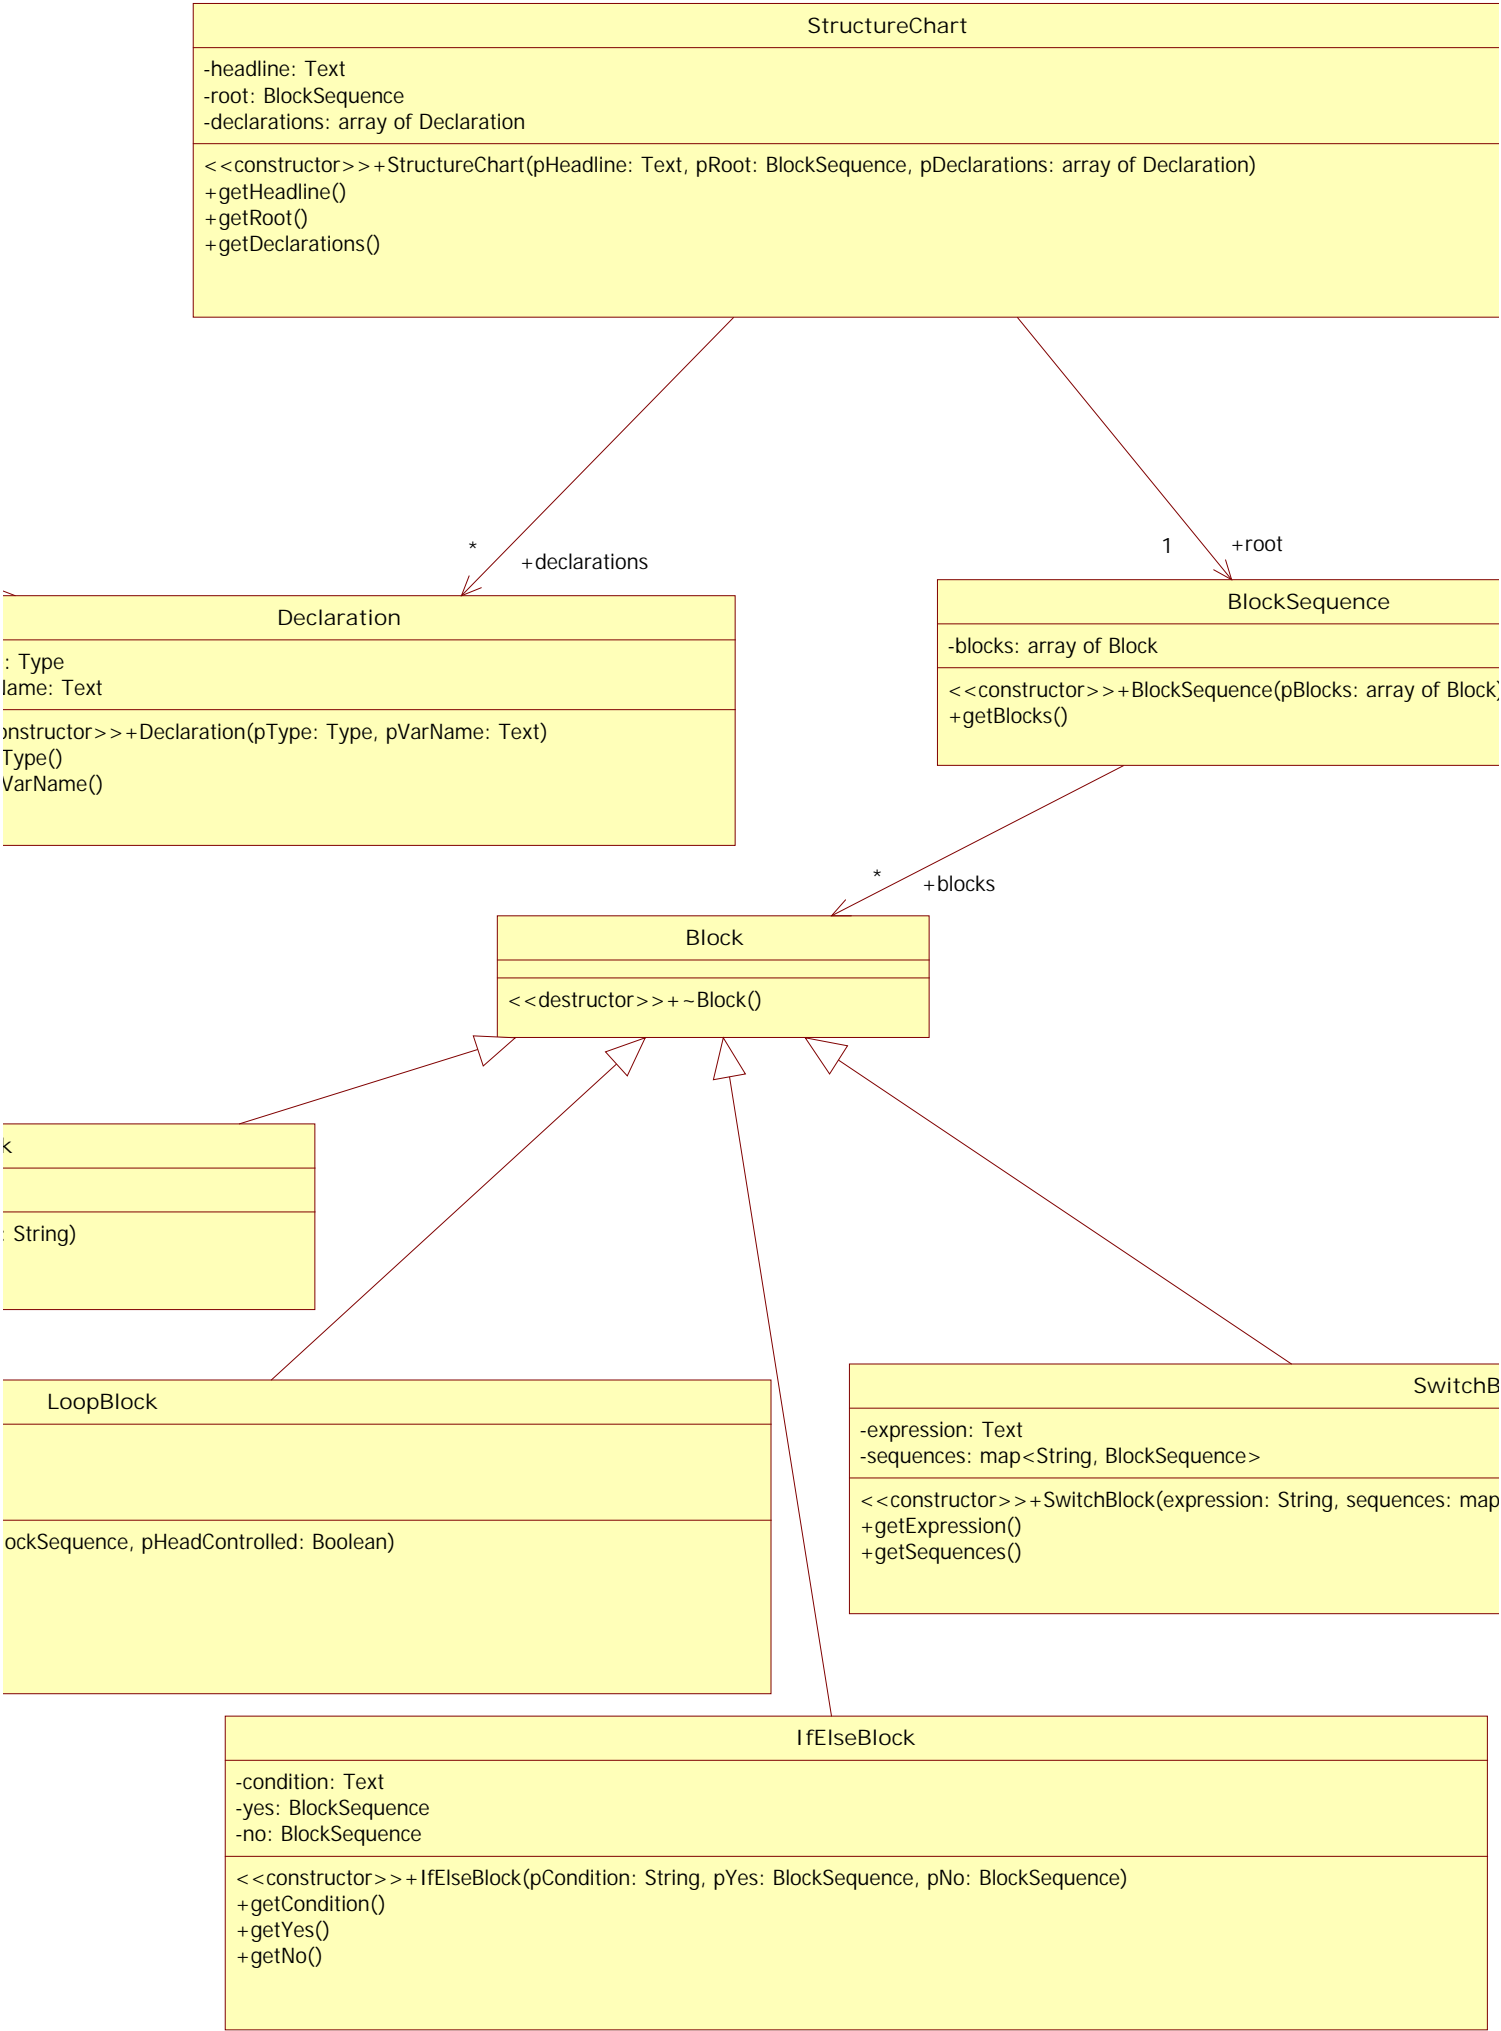 StructureChart
-headline: Text
-root: BlockSequence
-declarations: array of Declaration
<<constructor>>+StructureChart(pHeadline: Text, pRoot: BlockSequence, pDeclarations: array of Declaration)
+getHeadline()
+getRoot()
+getDeclarations()
*
+declarations
1
+root
Declaration
: Type
Name: Text
onstructor>>+Declaration(pType: Type, pVarName: Text)
Type()
VarName()
BlockSequence
-blocks: array of Block
<<constructor>>+BlockSequence(pBlocks: array of Block)
+getBlocks()
*
+blocks
Block
<<destructor>>+~Block()
k
: String)
LoopBlock
ockSequence, pHeadControlled: Boolean)
SwitchB
-expression: Text
-sequences: map<String, BlockSequence>
<<constructor>>+SwitchBlock(expression: String, sequences: map
+getExpression()
+getSequences()
IfElseBlock
-condition: Text
-yes: BlockSequence
-no: BlockSequence
<<constructor>>+IfElseBlock(pCondition: String, pYes: BlockSequence, pNo: BlockSequence)
+getCondition()
+getYes()
+getNo()